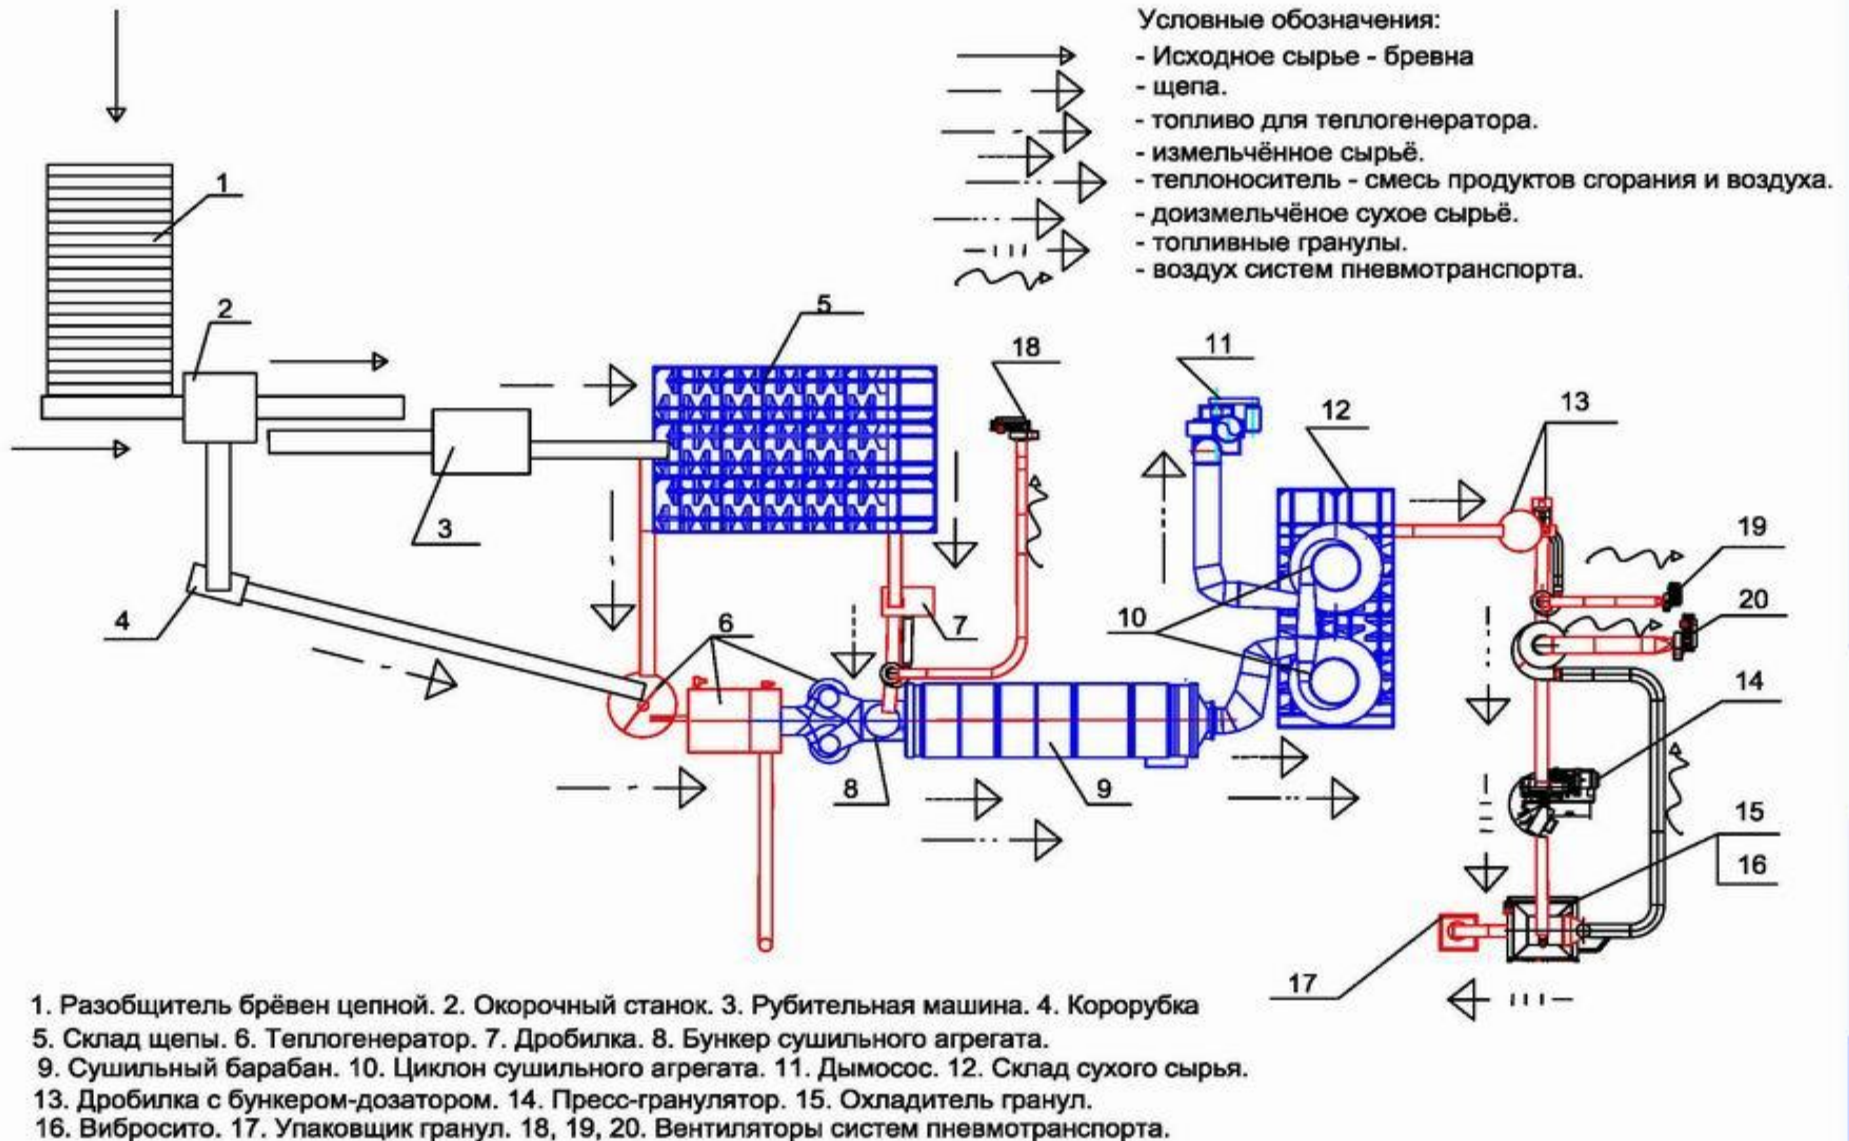 Условные обозначения:
- Исходное сырье - бревна
- щепа.
- топливо для теплогенератора.
- измельчённое сырьё.
- теплоноситель - смесь продуктов сгорания и воздуха.
- доизмельчёное сухое сырьё.
- топливные гранулы.
- воздух систем пневмотранспорта.
1
2
5
18
11
12
13
3
19
4
6
7
10
20
14
8
9
15
16
17
1. Разобщитель брёвен цепной. 2. Окорочный станок. 3. Рубительная машина. 4. Корорубка
5. Склад щепы. 6. Теплогенератор. 7. Дробилка. 8. Бункер сушильного агрегата.
9. Сушильный барабан. 10. Циклон сушильного агрегата. 11. Дымосос. 12. Склад сухого сырья.
13. Дробилка с бункером-дозатором. 14. Пресс-гранулятор. 15. Охладитель гранул.
16. Вибросито. 17. Упаковщик гранул. 18, 19, 20. Вентиляторы систем пневмотранспорта.